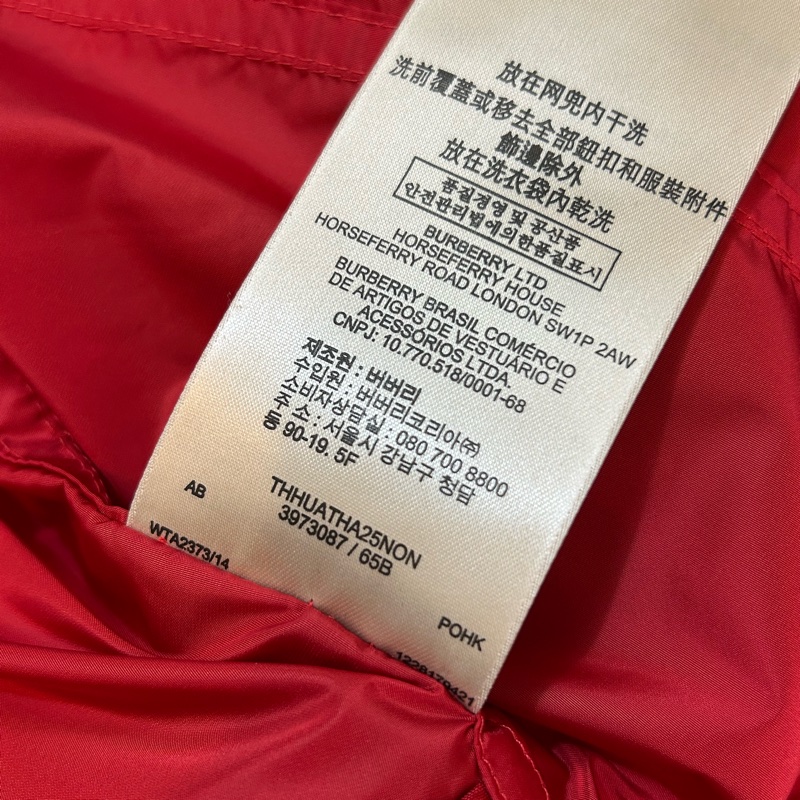 放在网兜内干洗
洗前覆蓋或移去全部鈕扣和服裝附件
飾邊除外
放在洗衣袋内乾洗
품질경영 및 공산품
안전관리법에의한품질표시
BURBERRY LTD
HORSEFERRY HOUSE
HORSEFERRY ROAD LONDON SW1P 2AW
BURBERRY BRASIL COMÉRCIO
DE ARTIGOS DE VESTUÁRIO E
ACESSÓRIOS LTDA.
CNPJ: 10.770.518/0001-68
제조원 : 버버리
수입원 : 버버리코리아㈜
소비자상담실 : 080 700 8800
주 소 : 서울시 강남구 청담
동 90-19. 5F
AB
THHUATHA25NON
3973087 / 65B
WTA2373/14
POHK
1228179421